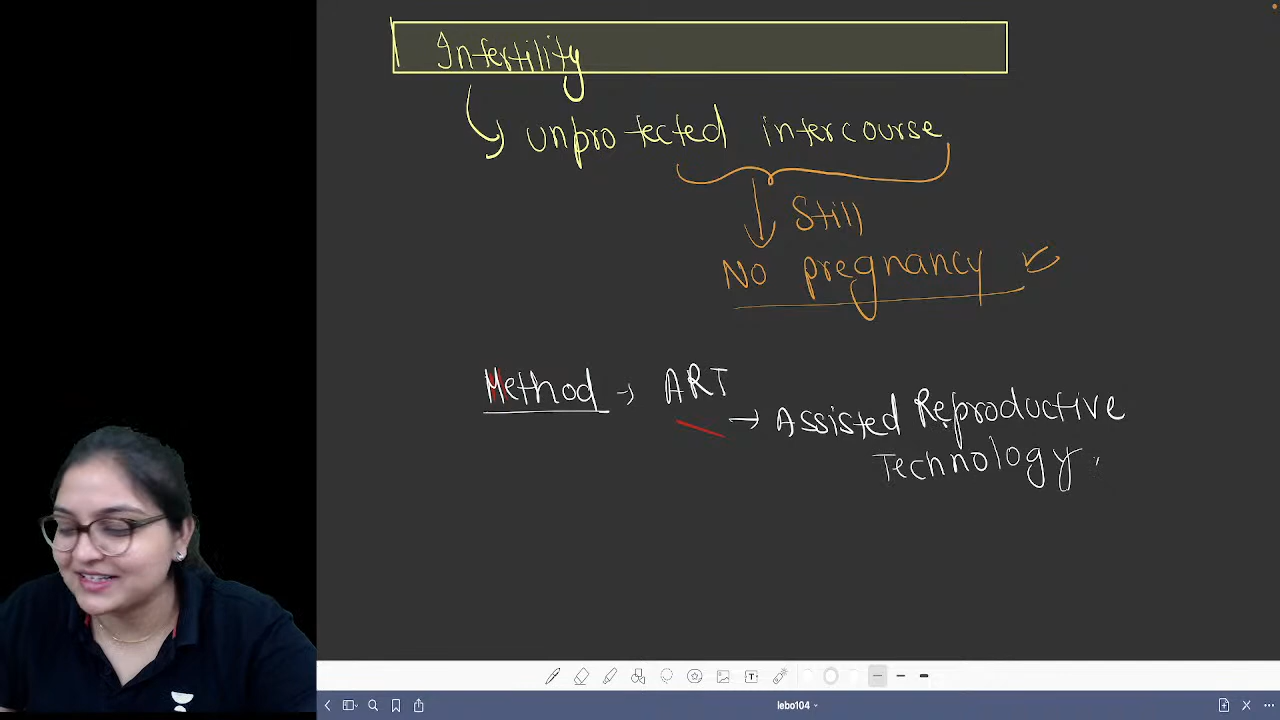 Infertility
unprotected intercourse
Still
No pregnancy
Method → ART
→ Assisted Reproductive
Technology
lebo104